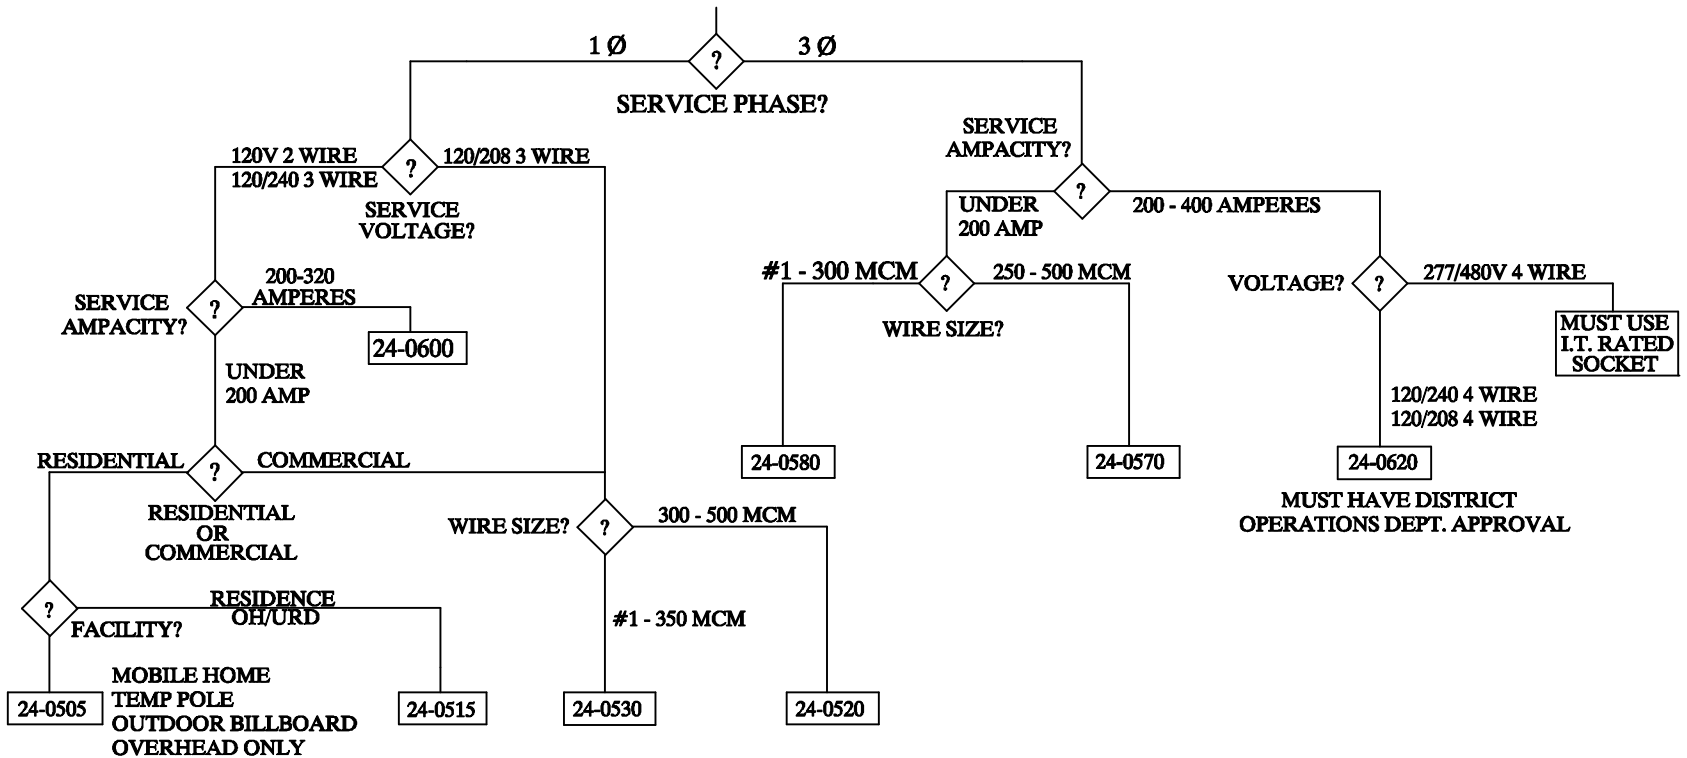 1 Ø
?
3 Ø
SERVICE PHASE?
SERVICE
AMPACITY?
120V 2 WIRE
120/240 3 WIRE
?
120/208 3 WIRE
SERVICE
VOLTAGE?
?
UNDER
200 AMP
200 - 400 AMPERES
#1 - 300 MCM
?
250 - 500 MCM
WIRE SIZE?
VOLTAGE?
?
277/480V 4 WIRE
MUST USE
I.T. RATED
SOCKET
SERVICE
AMPACITY?
?
200-320
AMPERES
24-0600
UNDER
200 AMP
120/240 4 WIRE
120/208 4 WIRE
24-0580
24-0570
24-0620
MUST HAVE DISTRICT
OPERATIONS DEPT. APPROVAL
RESIDENTIAL
?
COMMERCIAL
RESIDENTIAL
OR
COMMERCIAL
WIRE SIZE?
?
300 - 500 MCM
#1 - 350 MCM
?
FACILITY?
RESIDENCE
OH/URD
24-0505
MOBILE HOME
TEMP POLE
OUTDOOR BILLBOARD
OVERHEAD ONLY
24-0515
24-0530
24-0520